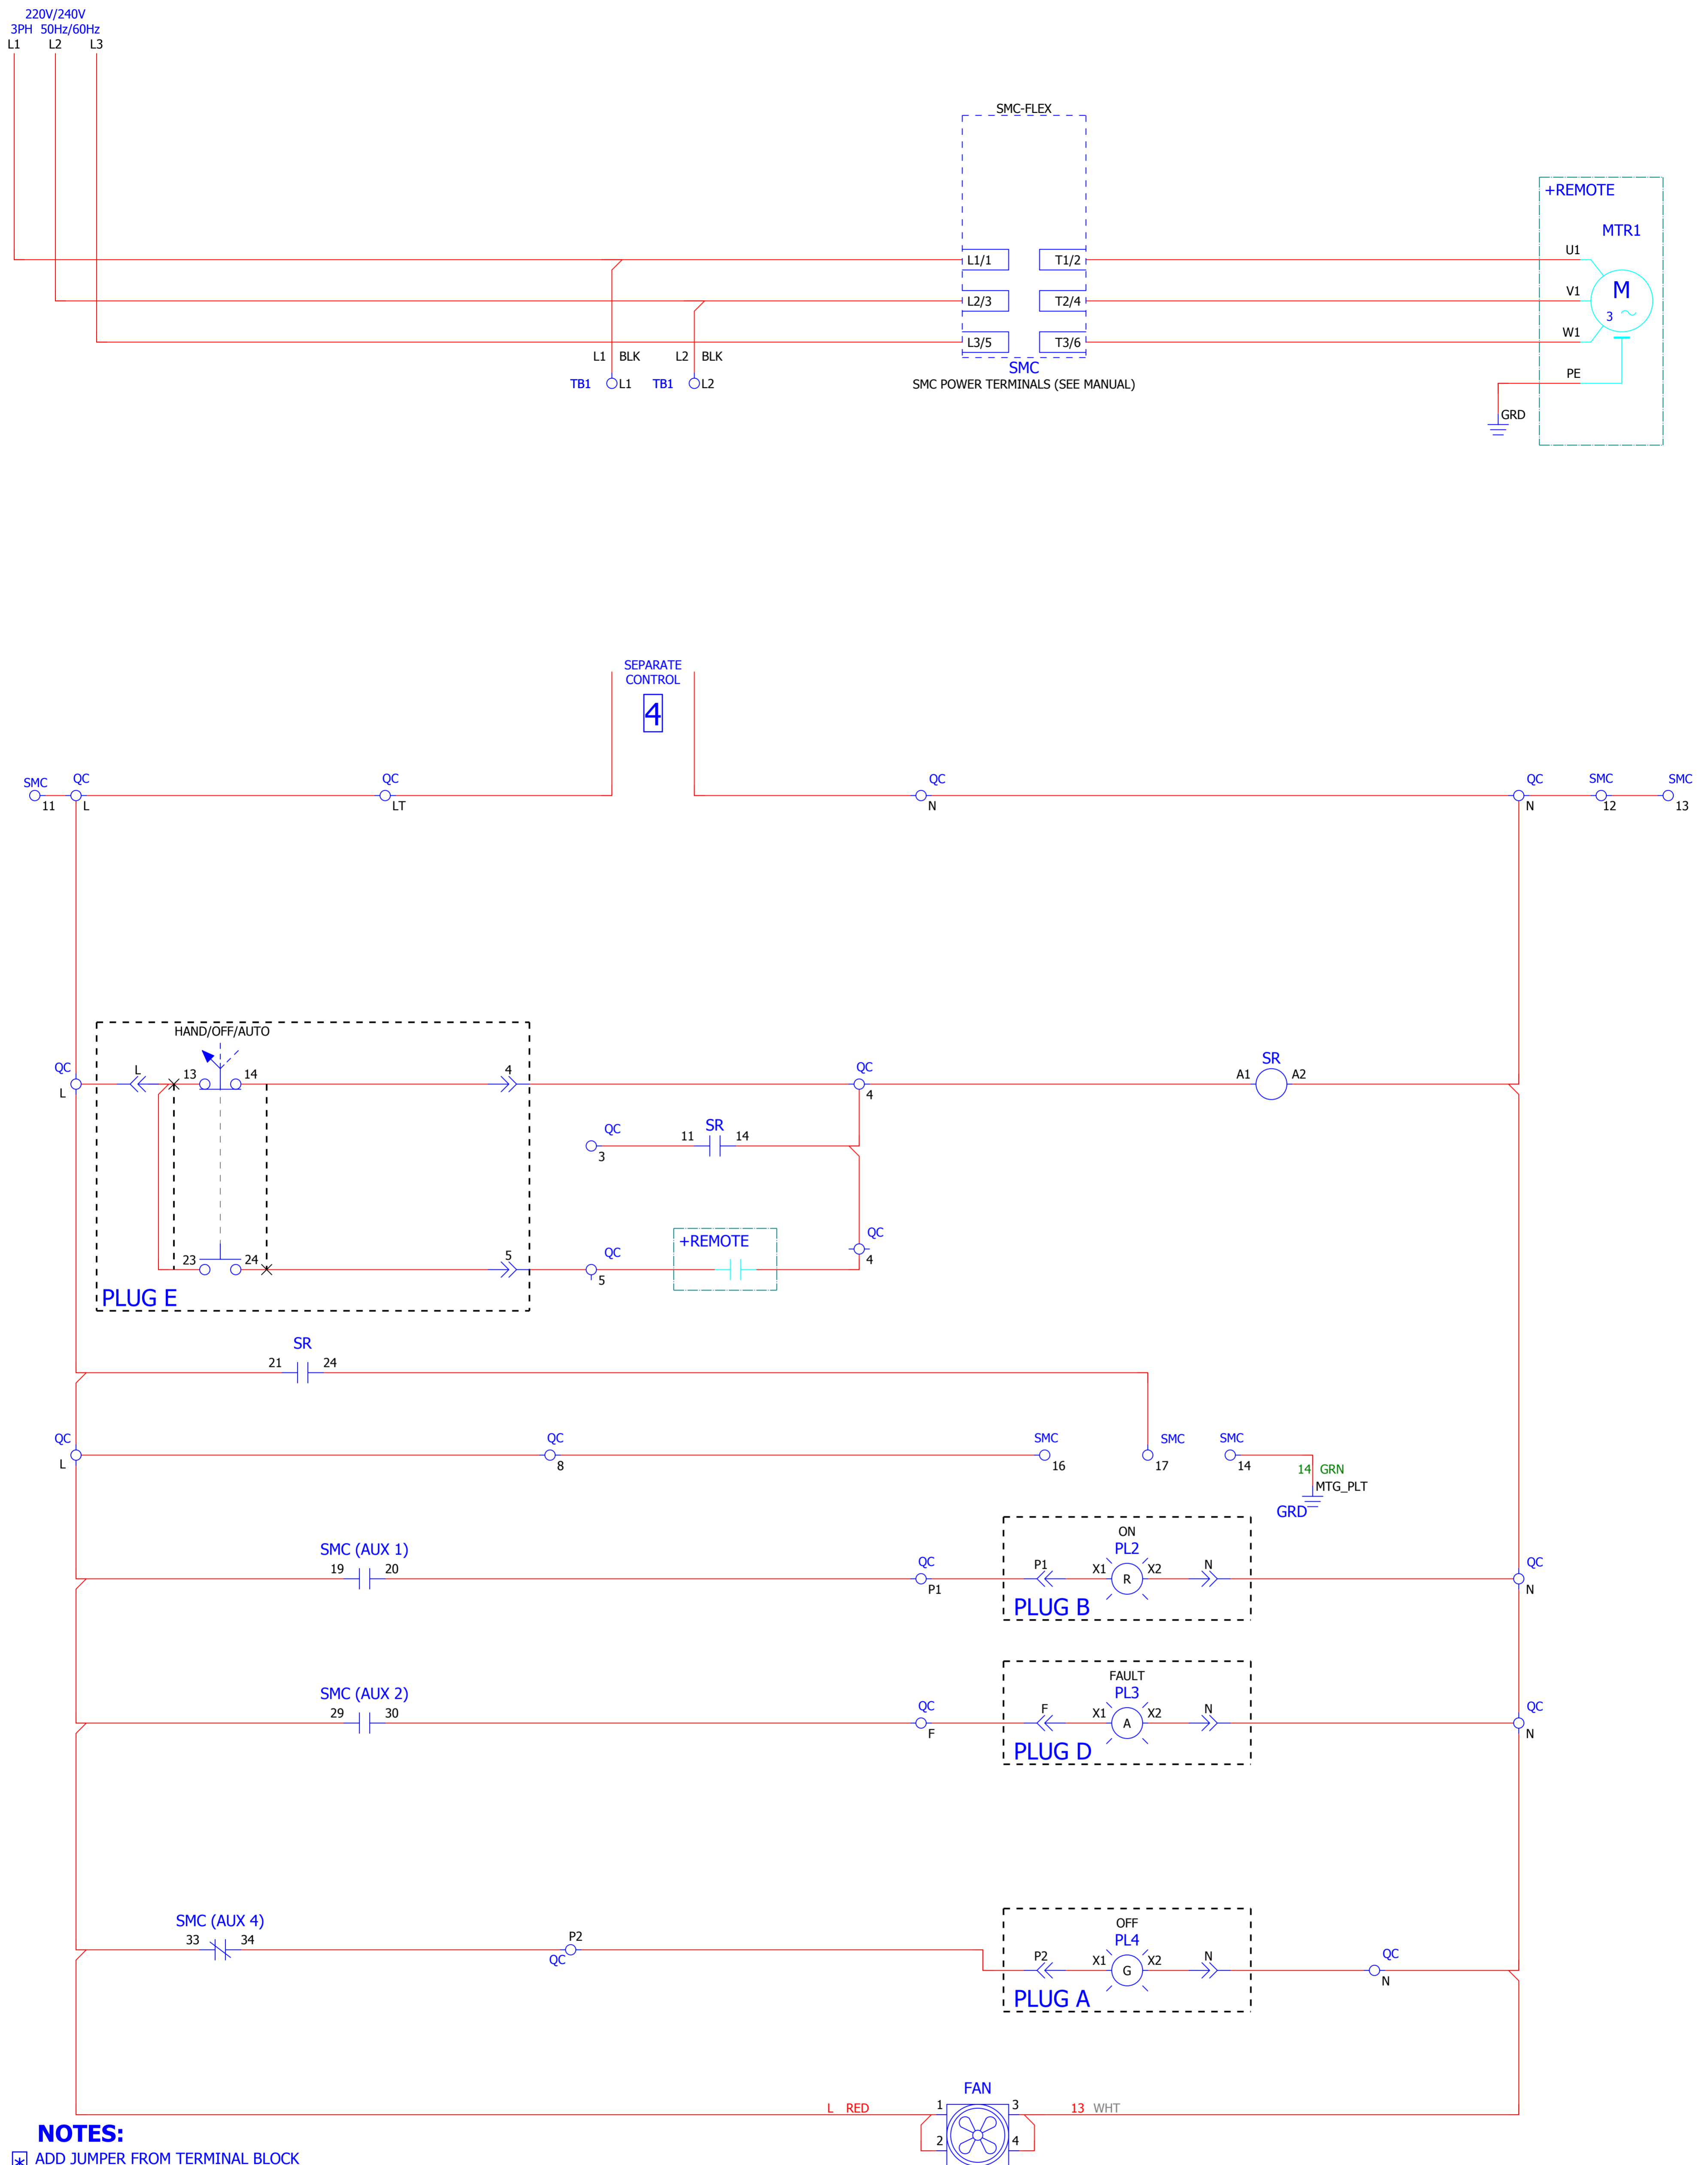 220V/240V
3PH 50Hz/60Hz
L1 L2 L3
SMC-FLEX
+REMOTE
MTR1
L1/1 T1/2 U1
L2/3 T2/4 V1 M
3
L3/5 T3/6 W1
L1 BLK L2 BLK
SMC
TB1 L1 TB1 L2
SMC POWER TERMINALS (SEE MANUAL)
PE
GRD
SEPARATE
CONTROL
4
SMC QC QC QC QC SMC SMC
11 L LT N N 12 13
HAND/OFF/AUTO
QC L 13 14 4 QC SR
L 4 A1 A2
QC 11 SR 14
3
QC +REMOTE QC
23 24 5 5 4
PLUG E
SR
21 24
QC QC SMC SMC SMC
L 8 16 17 14
14 GRN
MTG_PLT
GRD
ON
SMC (AUX 1) PL2
19 20 QC P1 X1 R X2 N QC
P1 N
PLUG B
FAULT
SMC (AUX 2) PL3
29 30 QC F X1 A X2 N QC
F N
PLUG D
OFF
SMC (AUX 4) PL4
33 34 P2 P2 X1 G X2 N QC
QC N
PLUG A
FAN
L RED 1 3 13 WHT
2 4
NOTES:
* ADD JUMPER FROM TERMINAL BLOCK